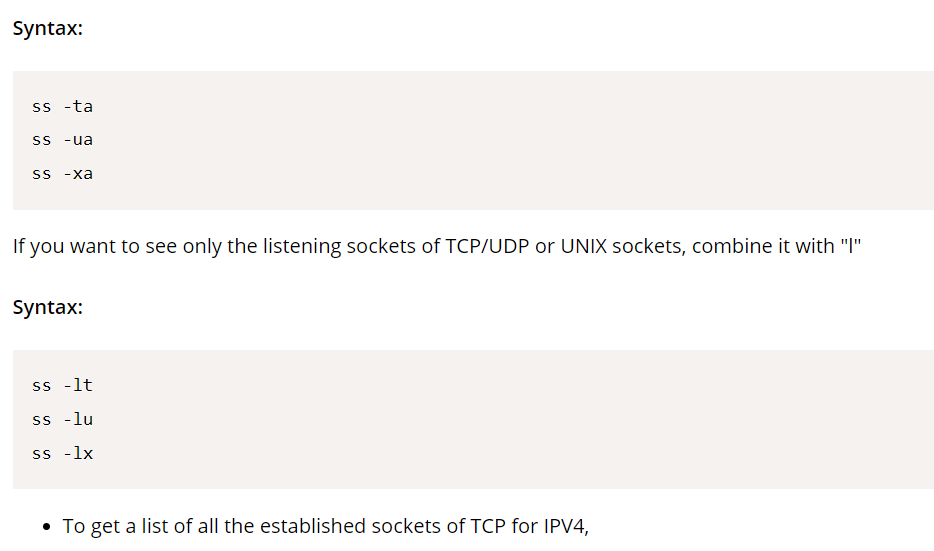 Syntax:
ss -ta
ss -ua
ss -xa
If you want to see only the listening sockets of TCP/UDP or UNIX sockets, combine it with "l"
Syntax:
ss -lt
ss -lu
ss -lx
• To get a list of all the established sockets of TCP for IPV4,